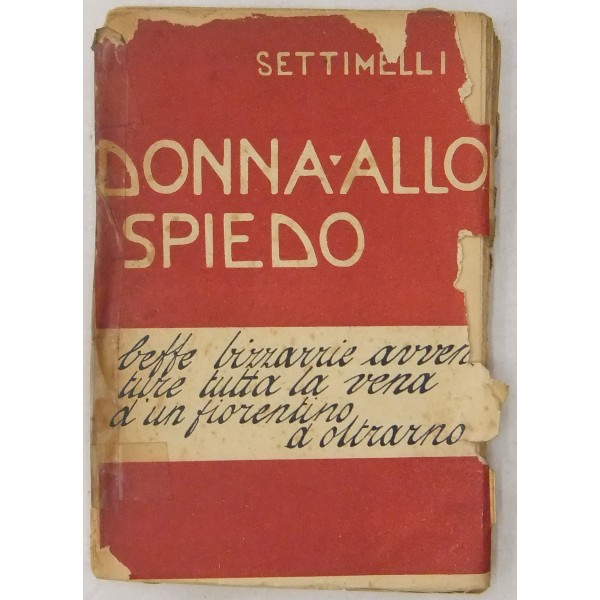 SETTIMELLI
DONNA·ALLO
SPIEDO
beffe bizzarrie avven
ture tutta la vena
d'un fiorentino
d oltrarno